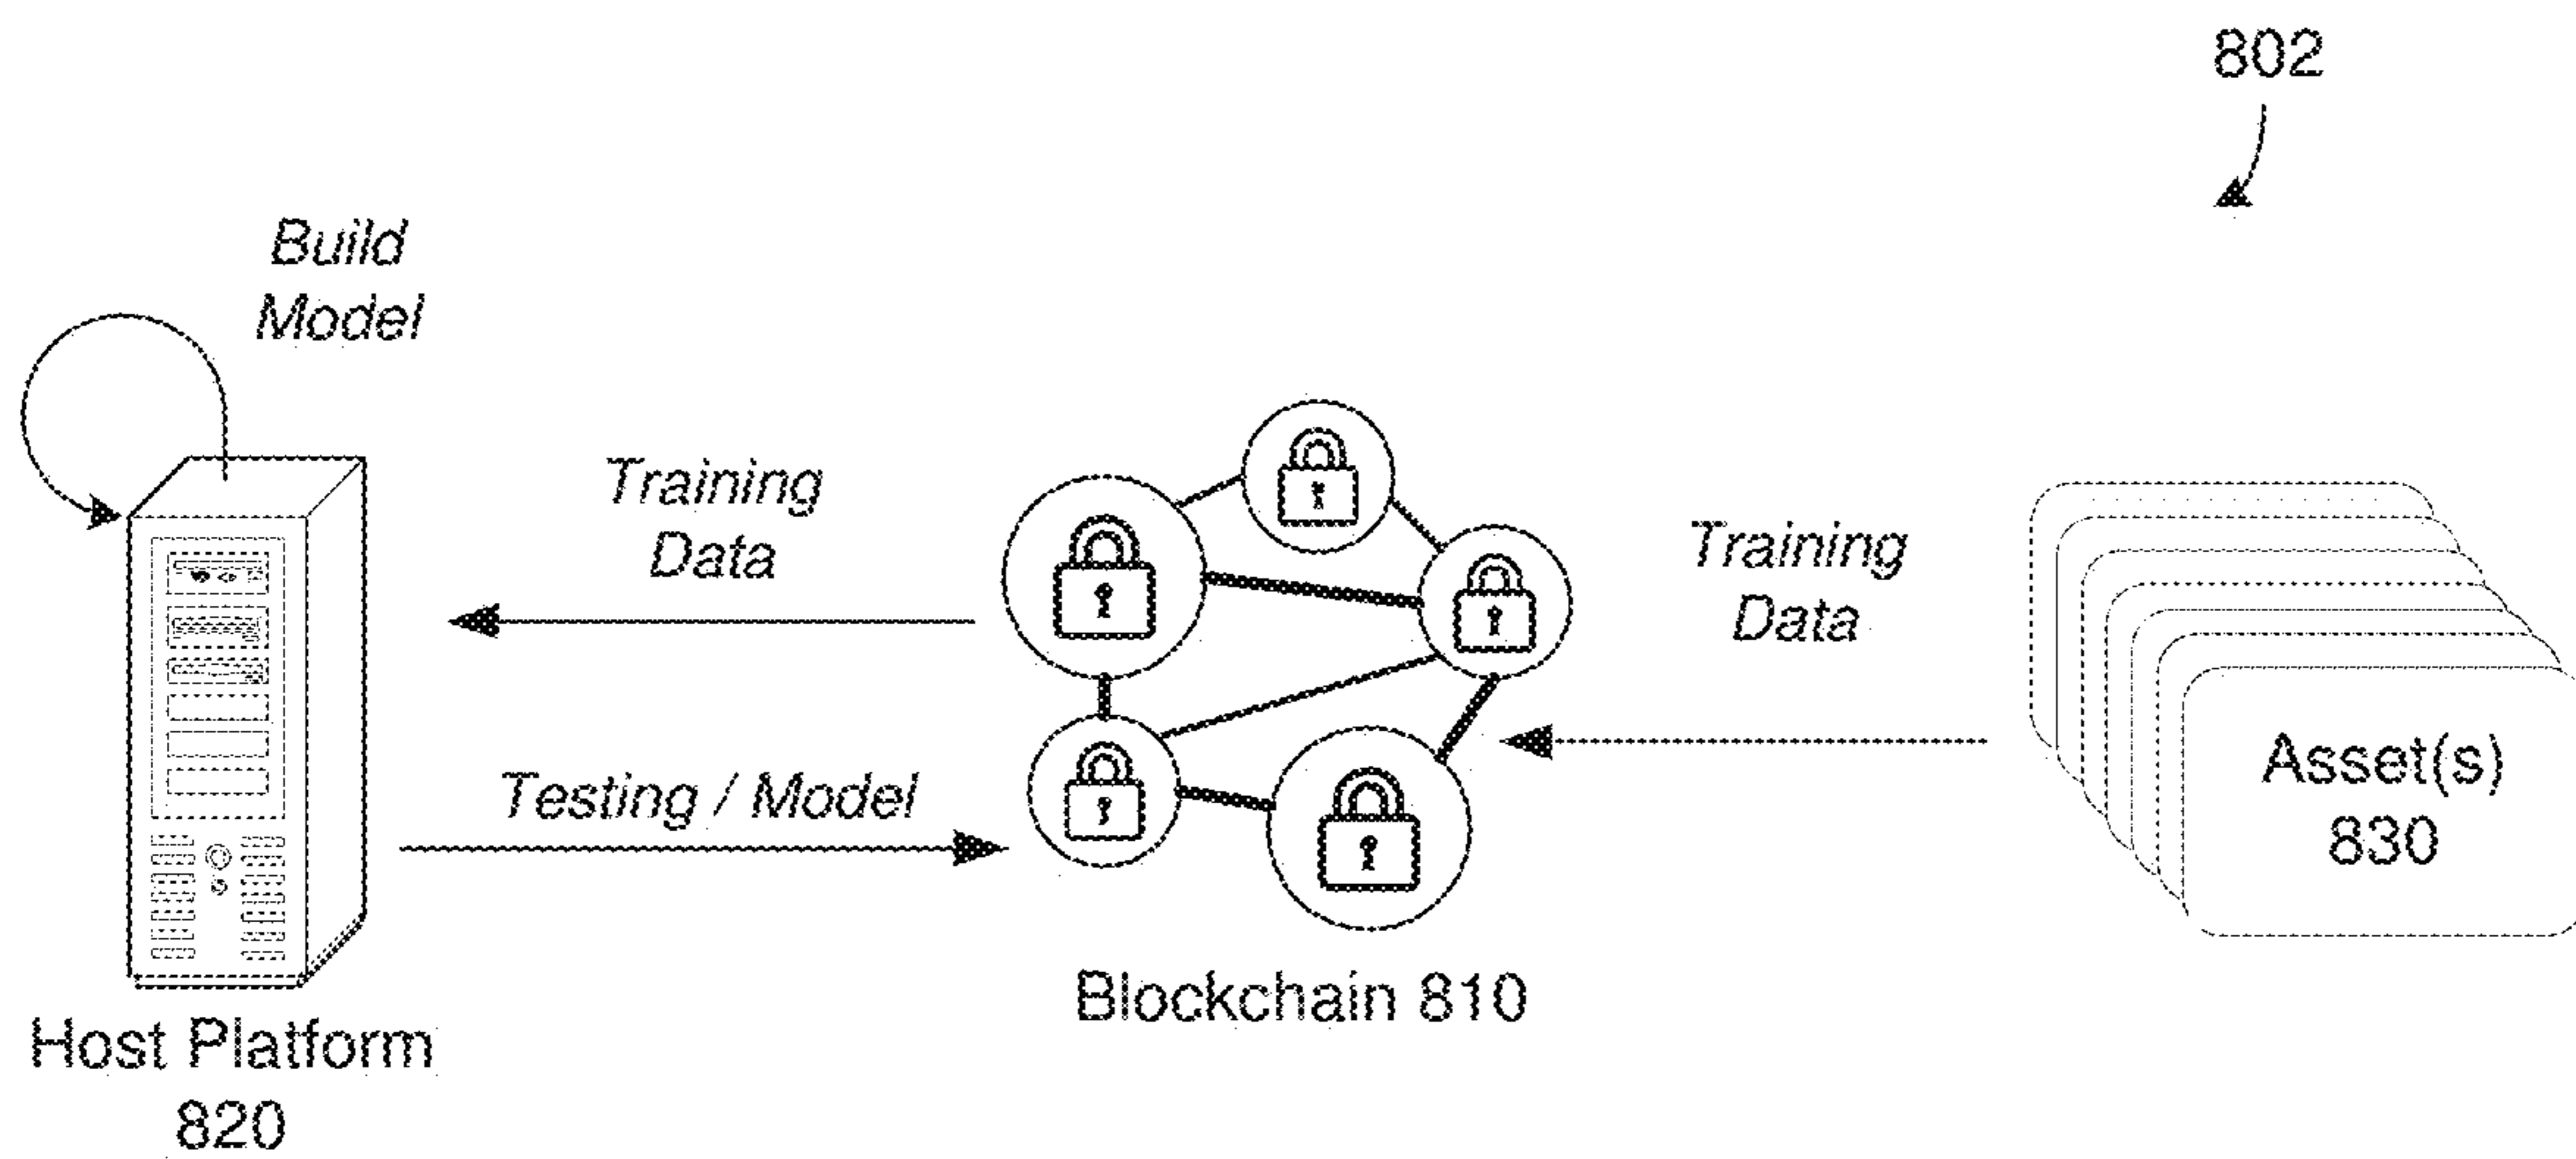 802
Build
Model
Training
Data
Training
Data
Testing / Model
Asset(s)
830
Blockchain 810
Host Platform
820